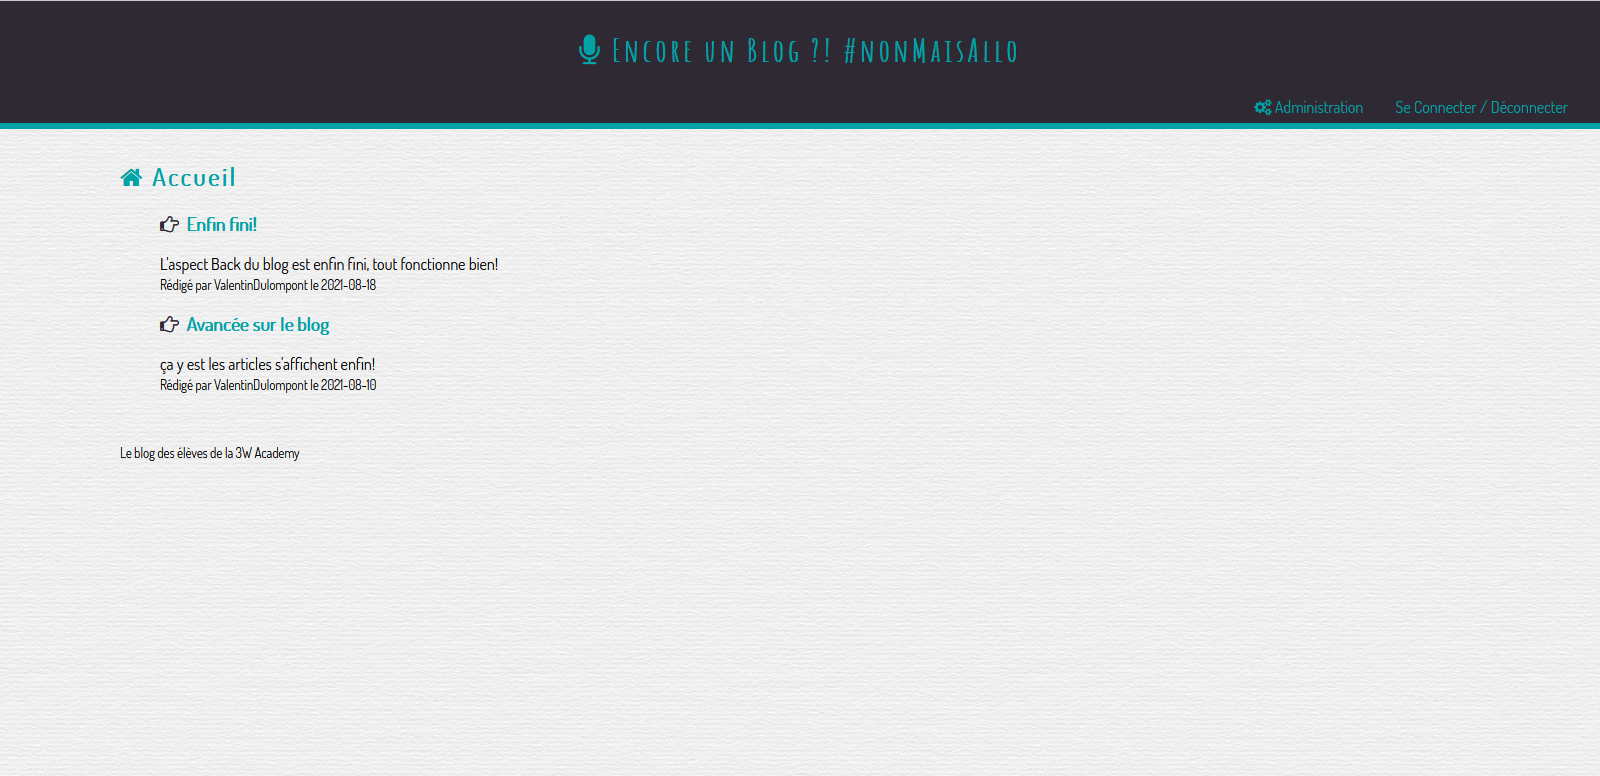 Encore un Blog ?! #nonMaisAllo
Administration
Se Connecter / Déconnecter
Accueil
Enfin fini!
L'aspect Back du blog est enfin fini, tout fonctionne bien!
Rédigé par ValentinDulompont le 2021-08-18
Avancée sur le blog
ça y est les articles s'affichent enfin!
Rédigé par ValentinDulompont le 2021-08-10
Le blog des élèves de la 3W Academy